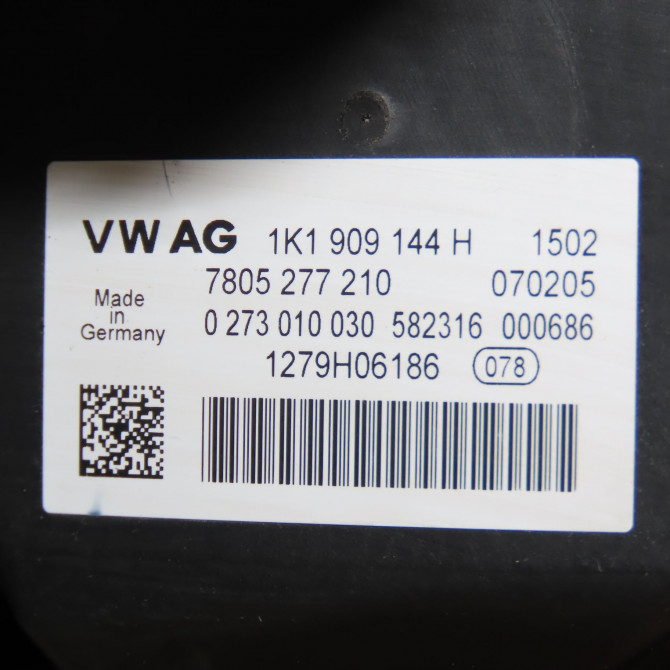 VW AG 1K1 909 144 H 1502
7805 277 210 070205
Made
in
Germany
0 273 010 030 582316 000686
1279H06186 078